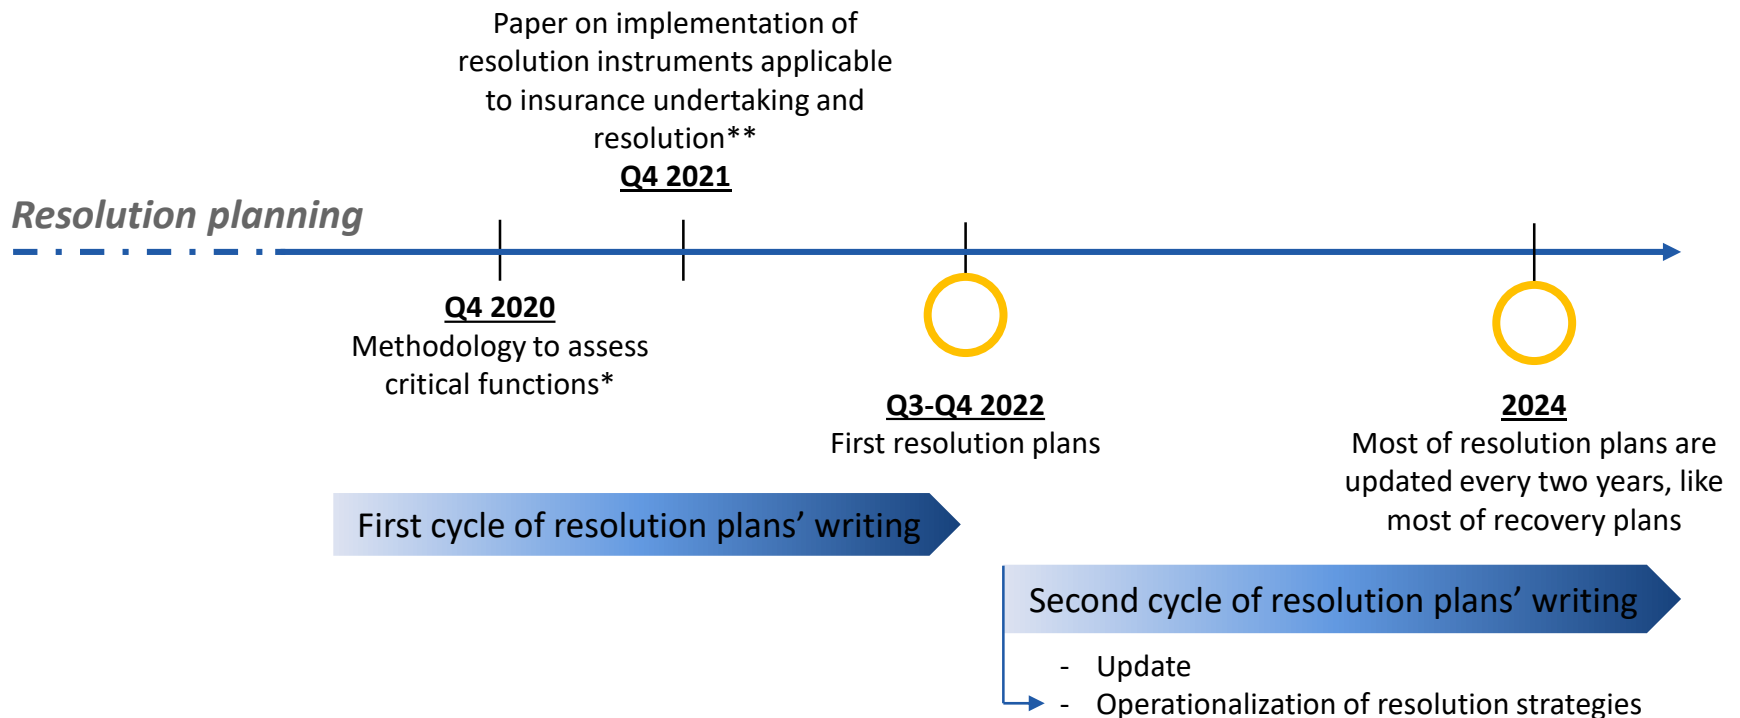 Paper on implementation of
resolution instruments applicable
to insurance undertaking and
resolution**
Q4 2021
Resolution planning
Q4 2020
Methodology to assess
critical functions*
Q3-Q4 2022
First resolution plans
2024
Most of resolution plans are
updated every two years, like
most of recovery plans
First cycle of resolution plans’ writing
Second cycle of resolution plans’ writing
- Update
- Operationalization of resolution strategies